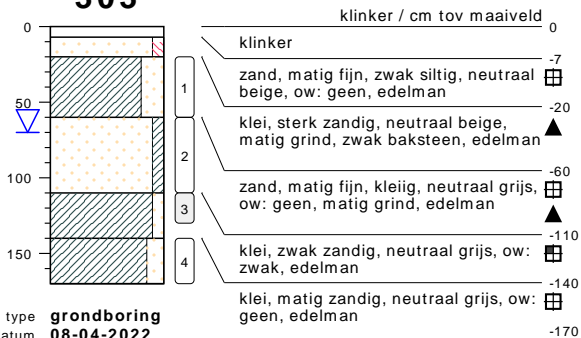 klinker / cm tov maaiveld
0
0
klinker
-7
zand, matig fijn, zwak siltig, neutraal
beige, ow: geen, edelman
-20
1
50
klei, sterk zandig, neutraal beige,
matig grind, zwak baksteen, edelman
-60
2
100
zand, matig fijn, kleiig, neutraal grijs,
ow: geen, matig grind, edelman
-110
3
150
klei, zwak zandig, neutraal grijs, ow:
zwak, edelman
-140
4
klei, matig zandig, neutraal grijs, ow:
geen, edelman
-170
type grondboring
atum 08-04-2022